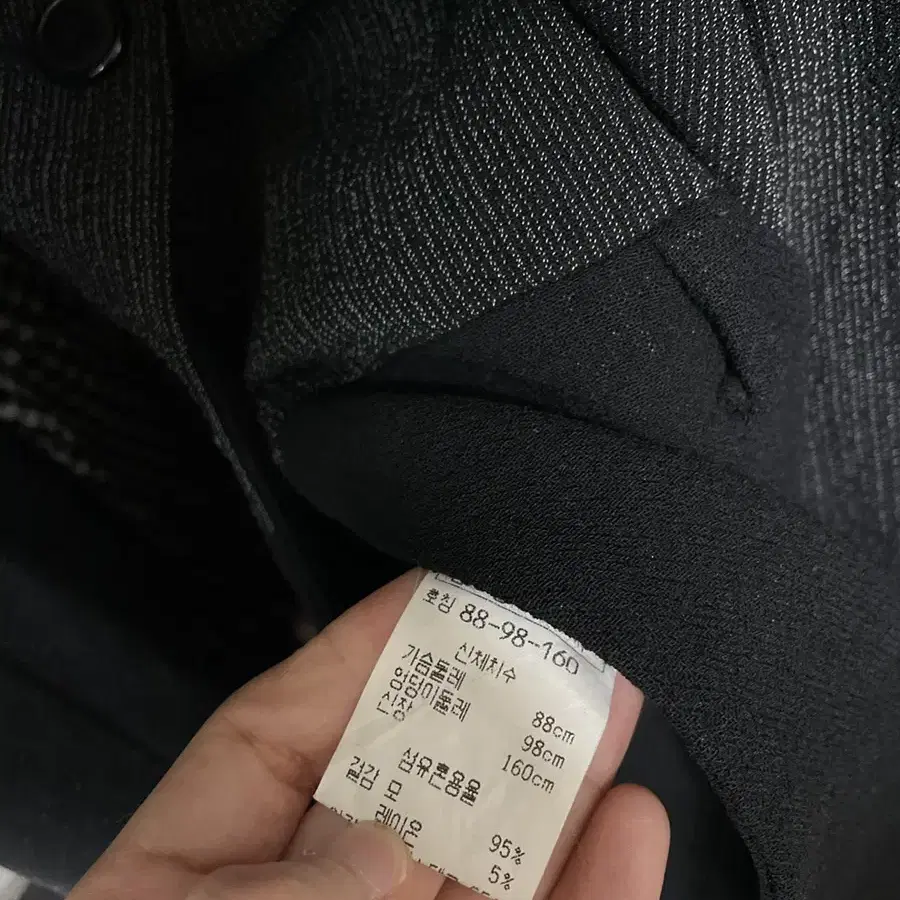 호칭 88-98-160
신체치수
가슴둘레 88cm
엉덩이둘레 98cm
신장 160cm
섬유혼용율
겉감 모 95%
레이온 5%